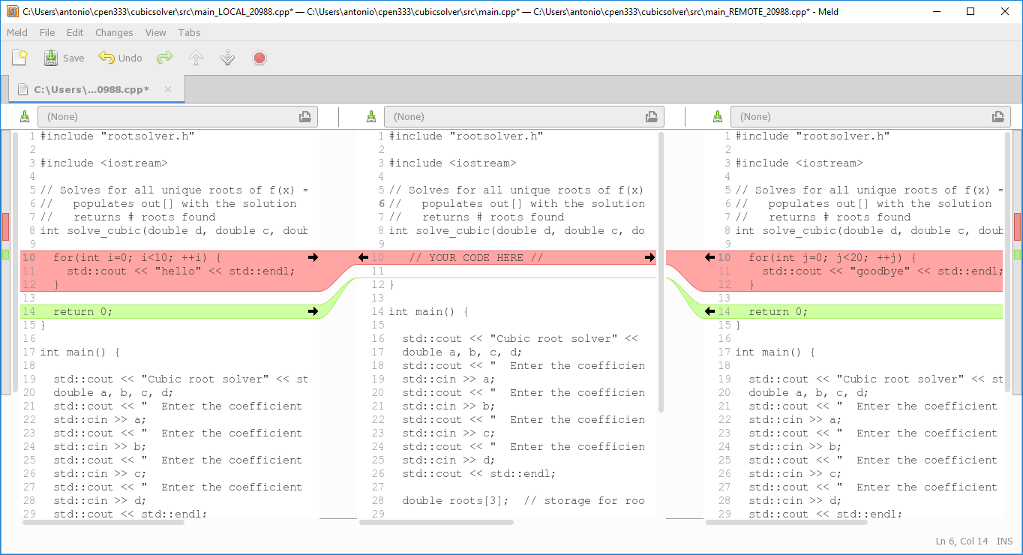 C:\Users\antonio\cpen333\cubicsolver\src\main_LOCAL_20988.cpp* — C:\Users\antonio\cpen333\cubicsolver\src\main.cpp* — C:\Users\antonio\cpen333\cubicsolver\src\main_REMOTE_20988.cpp* - Meld
Meld File Edit Changes View Tabs
Save Undo
C:\Users\...0988.cpp*
(None)
(None)
(None)
1 #include "rootsolver.h"
2
3 #include <iostream>
4
5 // Solves for all unique roots of f(x) =
6 //   populates out[] with the solution
7 //   returns # roots found
8 int solve_cubic(double d, double c, doub
9
10   for(int i=0; i<10; ++i) {
11     std::cout << "hello" << std::endl;
12   }
13
14   return 0;
15 }
16
17 int main() {
18
19   std::cout << "Cubic root solver" << st
20   double a, b, c, d;
21   std::cout << "  Enter the coefficient
22   std::cin >> a;
23   std::cout << "  Enter the coefficient
24   std::cin >> b;
25   std::cout << "  Enter the coefficient
26   std::cin >> c;
27   std::cout << "  Enter the coefficient
28   std::cin >> d;
29   std::cout << std::endl;
1 #include "rootsolver.h"
2
3 #include <iostream>
4
5 // Solves for all unique roots of f(x)
6 //   populates out[] with the solution
7 //   returns # roots found
8 int solve_cubic(double d, double c, do
9
10   // YOUR CODE HERE //
11
12 }
13
14 int main() {
15
16   std::cout << "Cubic root solver" <<
17   double a, b, c, d;
18   std::cout << "  Enter the coefficien
19   std::cin >> a;
20   std::cout << "  Enter the coefficien
21   std::cin >> b;
22   std::cout << "  Enter the coefficien
23   std::cin >> c;
24   std::cout << "  Enter the coefficien
25   std::cin >> d;
26   std::cout << std::endl;
27
28   double roots[3];  // storage for roo
29
1 #include "rootsolver.h"
2
3 #include <iostream>
4
5 // Solves for all unique roots of f(x) =
6 //   populates out[] with the solution
7 //   returns # roots found
8 int solve_cubic(double d, double c, doub
9
10   for(int j=0; j<20; ++j) {
11     std::cout << "goodbye" << std::endl;
12   }
13
14   return 0;
15 }
16
17 int main() {
18
19   std::cout << "Cubic root solver" << st
20   double a, b, c, d;
21   std::cout << "  Enter the coefficient
22   std::cin >> a;
23   std::cout << "  Enter the coefficient
24   std::cin >> b;
25   std::cout << "  Enter the coefficient
26   std::cin >> c;
27   std::cout << "  Enter the coefficient
28   std::cin >> d;
29   std::cout << std::endl;
Ln 6, Col 14 INS